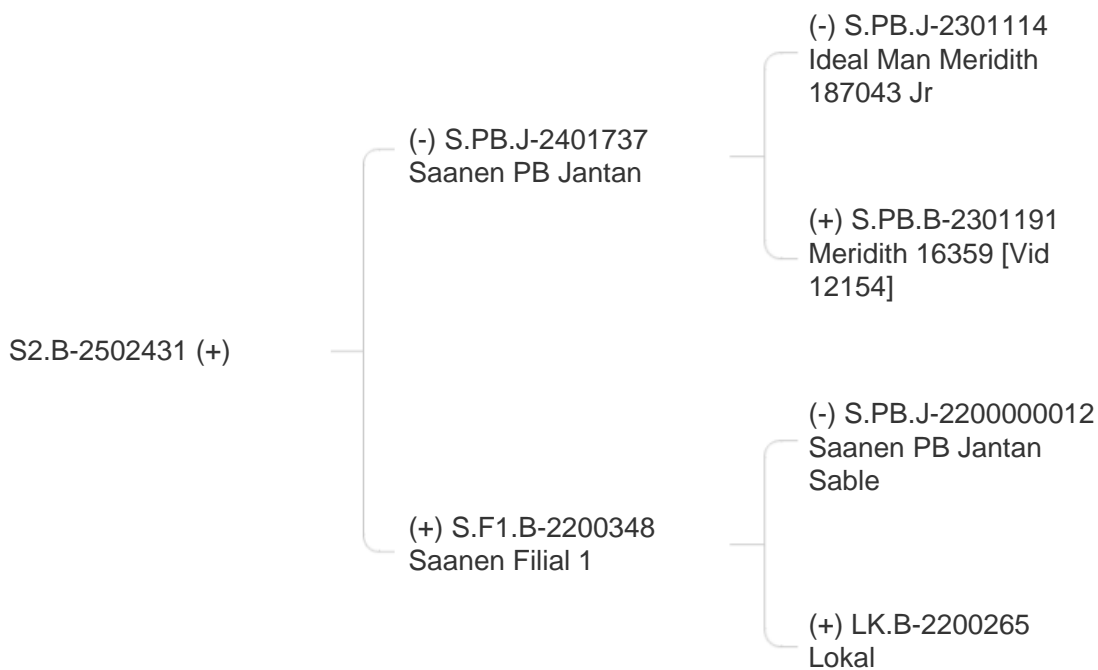 (-) S.PB.J-2301114
Ideal Man Meridith
187043 Jr
(-) S.PB.J-2401737
Saanen PB Jantan
(+) S.PB.B-2301191
Meridith 16359 [Vid
12154]
S2.B-2502431 (+)
(-) S.PB.J-2200000012
Saanen PB Jantan
Sable
(+) S.F1.B-2200348
Saanen Filial 1
(+) LK.B-2200265
Lokal